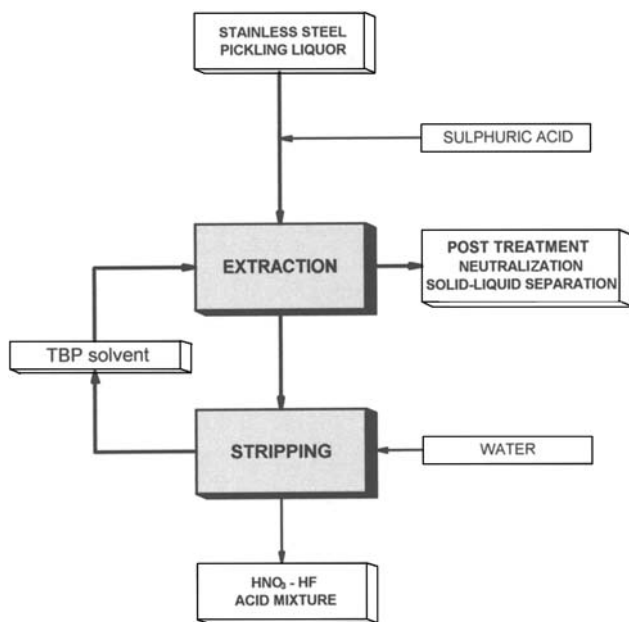 STAINLESS STEEL
PICKLING LIQUOR
SULPHURIC ACID
EXTRACTION
POST TREATMENT
NEUTRALIZATION
SOLID-LIQUID SEPARATION
TBP solvent
STRIPPING
WATER
HNO₃ - HF
ACID MIXTURE